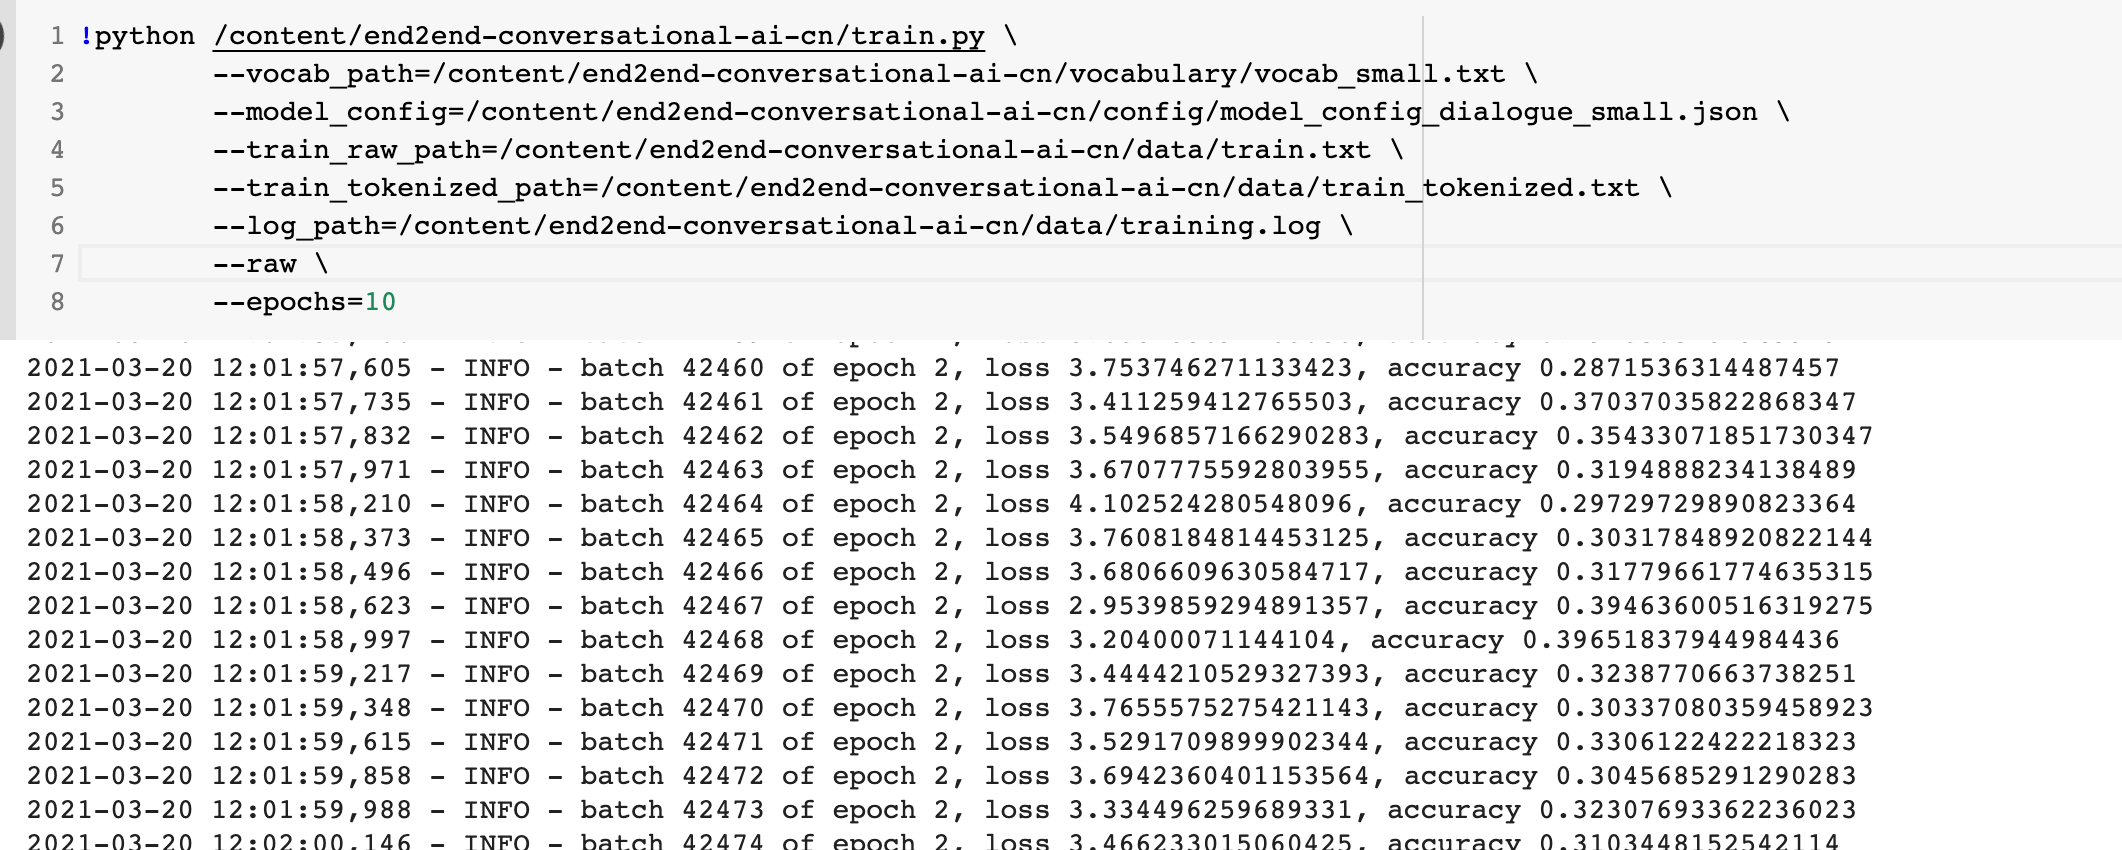 1 !python /content/end2end-conversational-ai-cn/train.py \
2 --vocab_path=/content/end2end-conversational-ai-cn/vocabulary/vocab_small.txt \
3 --model_config=/content/end2end-conversational-ai-cn/config/model_config_dialogue_small.json \
4 --train_raw_path=/content/end2end-conversational-ai-cn/data/train.txt \
5 --train_tokenized_path=/content/end2end-conversational-ai-cn/data/train_tokenized.txt \
6 --log_path=/content/end2end-conversational-ai-cn/data/training.log \
7 --raw \
8 --epochs=10
2021-03-20 12:01:57,605 - INFO - batch 42460 of epoch 2, loss 3.753746271133423, accuracy 0.2871536314487457
2021-03-20 12:01:57,735 - INFO - batch 42461 of epoch 2, loss 3.411259412765503, accuracy 0.37037035822868347
2021-03-20 12:01:57,832 - INFO - batch 42462 of epoch 2, loss 3.5496857166290283, accuracy 0.35433071851730347
2021-03-20 12:01:57,971 - INFO - batch 42463 of epoch 2, loss 3.6707775592803955, accuracy 0.3194888234138489
2021-03-20 12:01:58,210 - INFO - batch 42464 of epoch 2, loss 4.102524280548096, accuracy 0.29729729890823364
2021-03-20 12:01:58,373 - INFO - batch 42465 of epoch 2, loss 3.7608184814453125, accuracy 0.30317848920822144
2021-03-20 12:01:58,496 - INFO - batch 42466 of epoch 2, loss 3.6806609630584717, accuracy 0.31779661774635315
2021-03-20 12:01:58,623 - INFO - batch 42467 of epoch 2, loss 2.9539859294891357, accuracy 0.39463600516319275
2021-03-20 12:01:58,997 - INFO - batch 42468 of epoch 2, loss 3.20400071144104, accuracy 0.39651837944984436
2021-03-20 12:01:59,217 - INFO - batch 42469 of epoch 2, loss 3.4444210529327393, accuracy 0.3238770663738251
2021-03-20 12:01:59,348 - INFO - batch 42470 of epoch 2, loss 3.7655575275421143, accuracy 0.30337080359458923
2021-03-20 12:01:59,615 - INFO - batch 42471 of epoch 2, loss 3.5291709899902344, accuracy 0.3306122422218323
2021-03-20 12:01:59,858 - INFO - batch 42472 of epoch 2, loss 3.6942360401153564, accuracy 0.3045685291290283
2021-03-20 12:01:59,988 - INFO - batch 42473 of epoch 2, loss 3.334496259689331, accuracy 0.32307693362236023
2021-03-20 12:02:00,146 - INFO - batch 42474 of epoch 2, loss 3.466233015060425, accuracy 0.3103448152542114